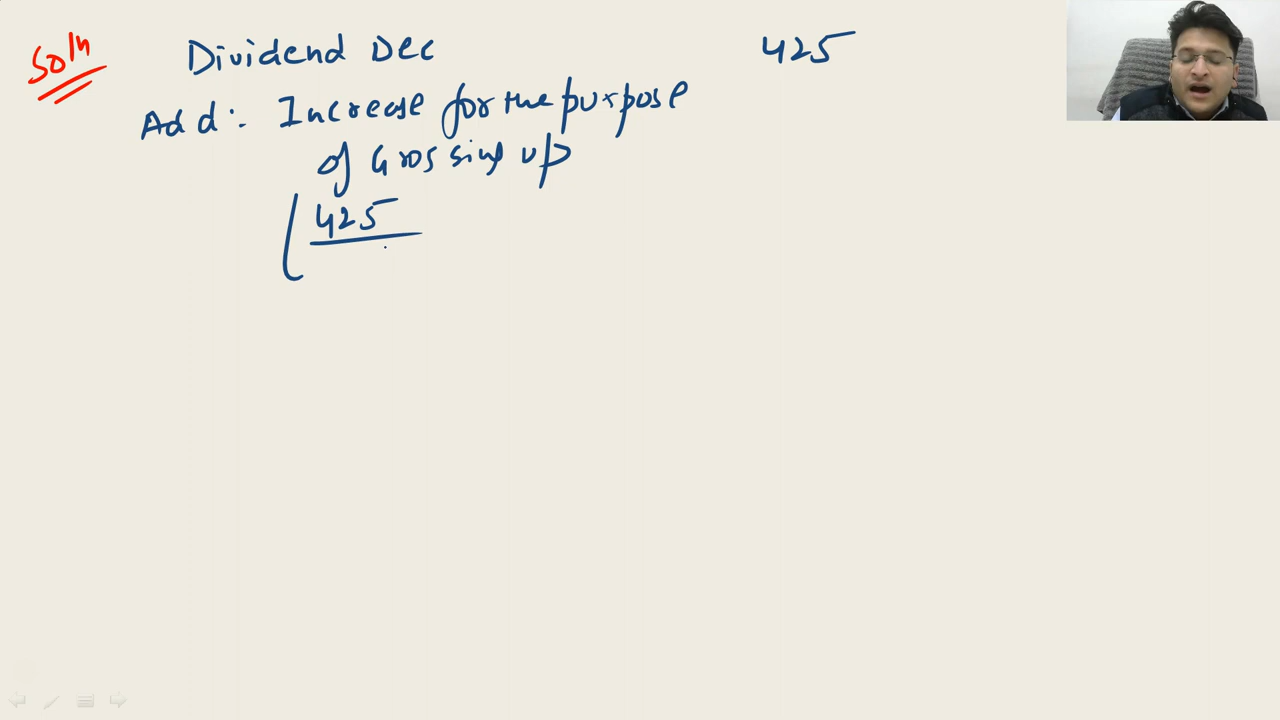 Soln
Dividend Dec 425
Add: Increase for the purpose
of Grossing up
(425